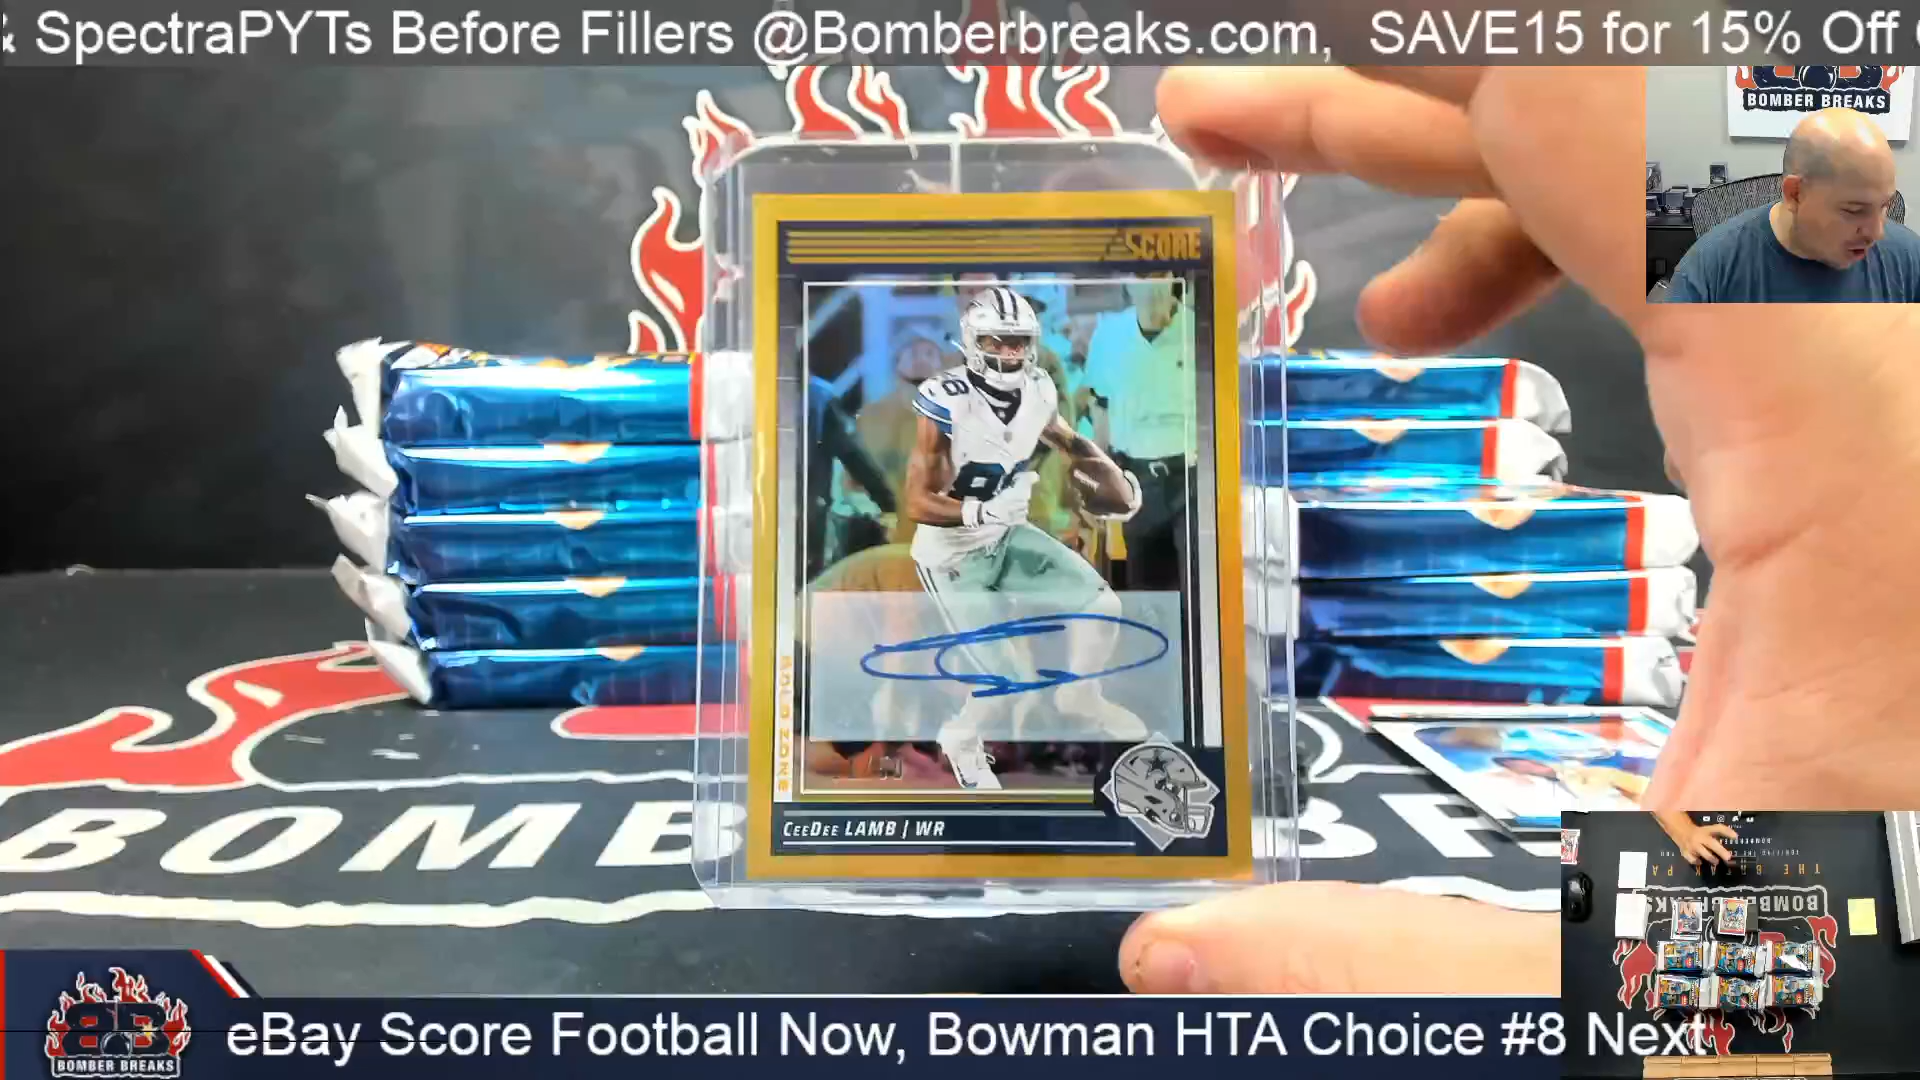 & SpectraPYTs Before Fillers @Bomberbreaks.com, SAVE15 for 15% Off
BOMBER BREAKS
SCORE
88
GOLD ZONE
CEEDEE LAMB | WR
BOMB
BOMBER BREAKS
eBay Score Football Now, Bowman HTA Choice #8 Next